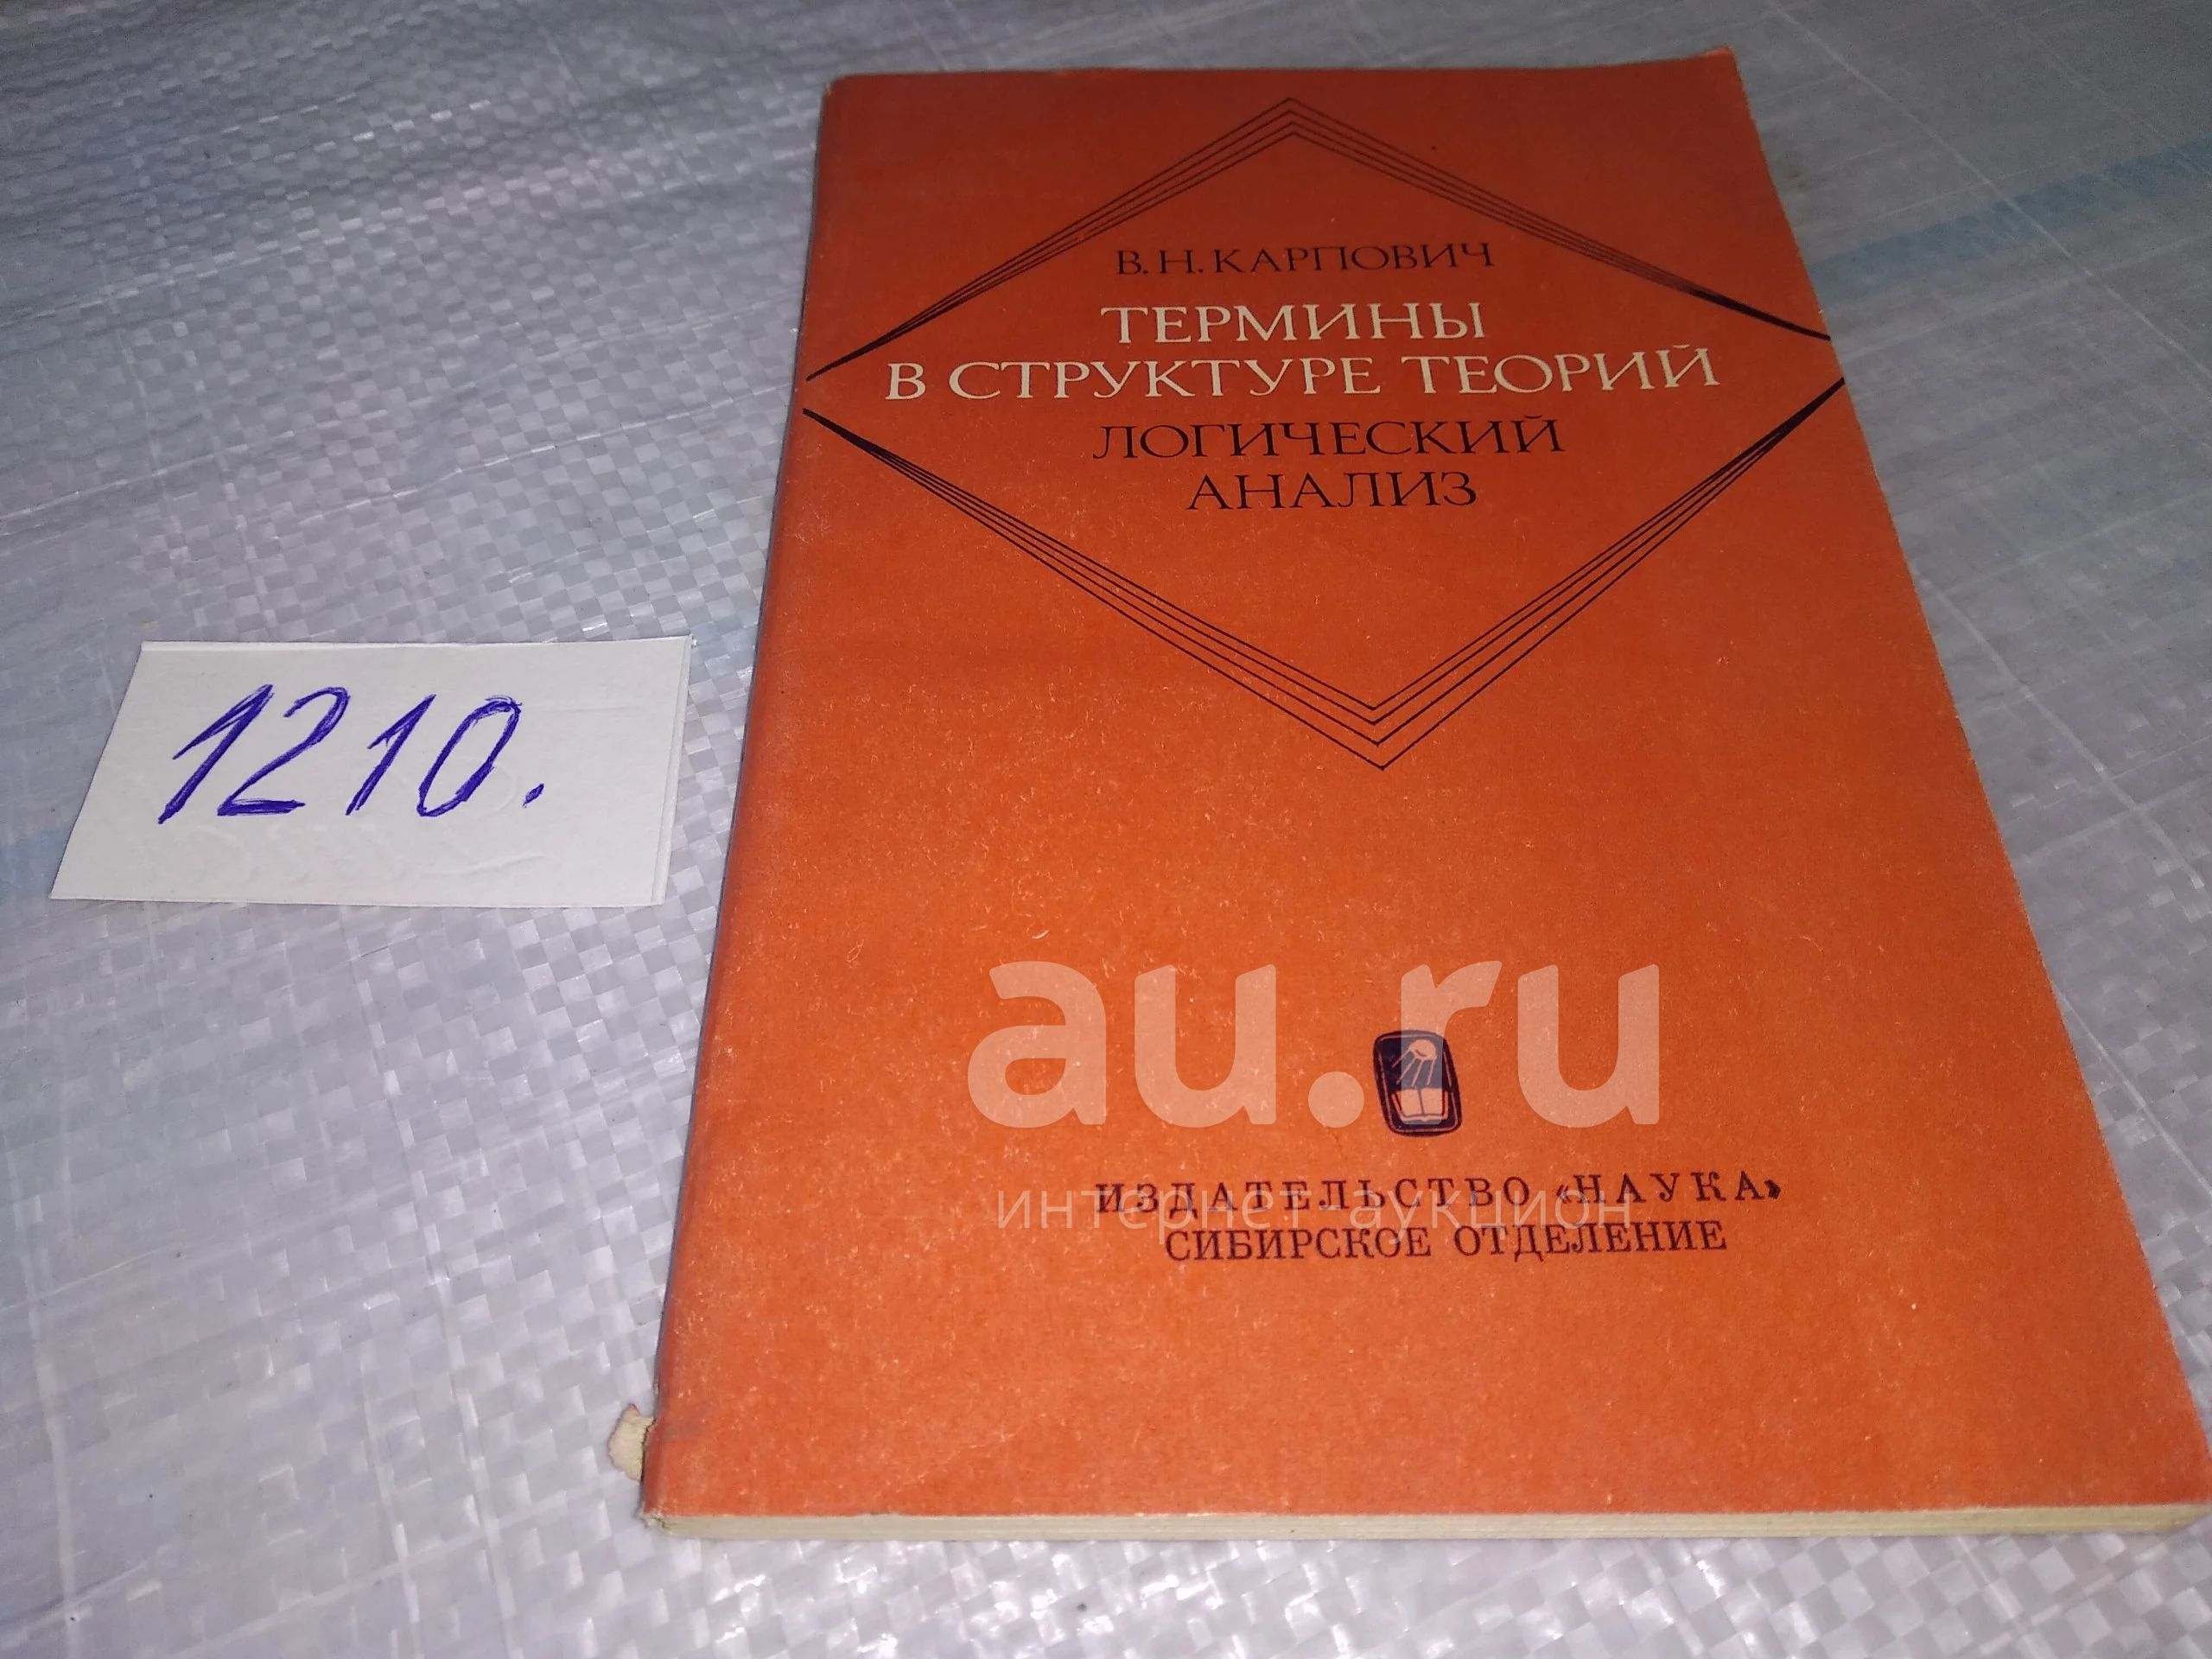 В. Н. КАРПОВИЧ
ТЕРМИНЫ
В СТРУКТУРЕ ТЕОРИЙ
ЛОГИЧЕСКИЙ
АНАЛИЗ
1210.
au.ru
интернет аукцион
ИЗДАТЕЛЬСТВО «НАУКА»
СИБИРСКОЕ ОТДЕЛЕНИЕ